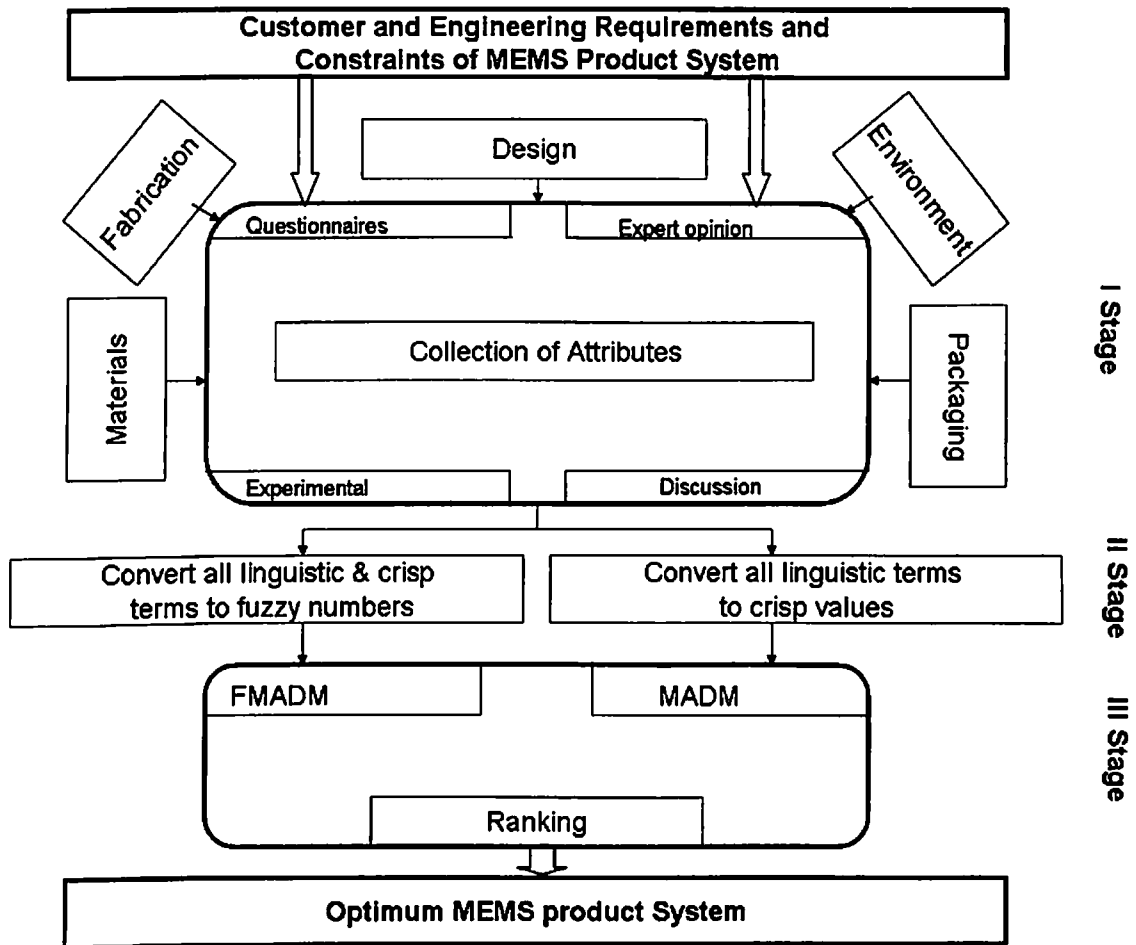 Customer and Engineering Requirements and
Constraints of MEMS Product System
Design
Fabrication
Environment
Questionnaires
Expert opinion
Collection of Attributes
Materials
Packaging
I Stage
Experimental
Discussion
Convert all linguistic & crisp
terms to fuzzy numbers
Convert all linguistic terms
to crisp values
II Stage
FMADM
MADM
III Stage
Ranking
Optimum MEMS product System